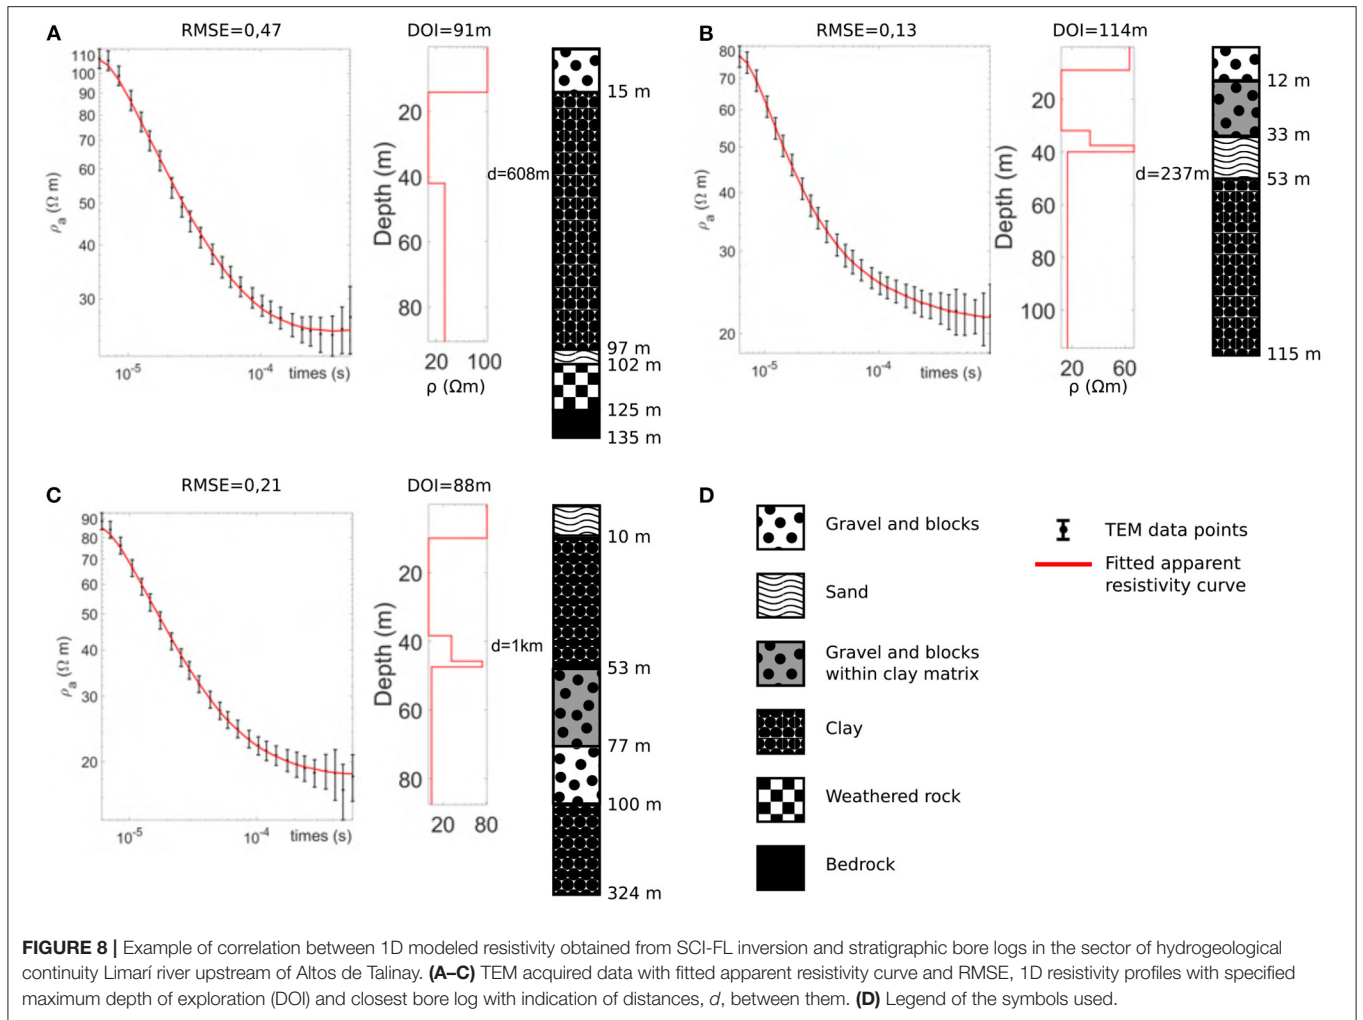 A
RMSE=0,47
DOI=91m
110
100
90
80
70
60
50
40
30
ρa (Ω m)
10-5
10-4
times (s)
20
40
60
80
Depth (m)
20
100
ρ (Ωm)
d=608m
15 m
97 m
102 m
125 m
135 m
B
RMSE=0,13
DOI=114m
80
70
60
50
40
30
20
ρa (Ω m)
10-5
10-4
times (s)
20
40
60
80
100
Depth (m)
20
60
ρ (Ωm)
d=237m
12 m
33 m
53 m
115 m
C
RMSE=0,21
DOI=88m
90
80
70
60
50
40
30
20
ρa (Ω m)
10-5
10-4
times (s)
20
40
60
80
Depth (m)
20
80
d=1km
10 m
53 m
77 m
100 m
324 m
D
Gravel and blocks
Sand
Gravel and blocks
within clay matrix
Clay
Weathered rock
Bedrock
TEM data points
Fitted apparent
resistivity curve
FIGURE 8 | Example of correlation between 1D modeled resistivity obtained from SCI-FL inversion and stratigraphic bore logs in the sector of hydrogeological
continuity Limarí river upstream of Altos de Talinay. (A–C) TEM acquired data with fitted apparent resistivity curve and RMSE, 1D resistivity profiles with specified
maximum depth of exploration (DOI) and closest bore log with indication of distances, d, between them. (D) Legend of the symbols used.